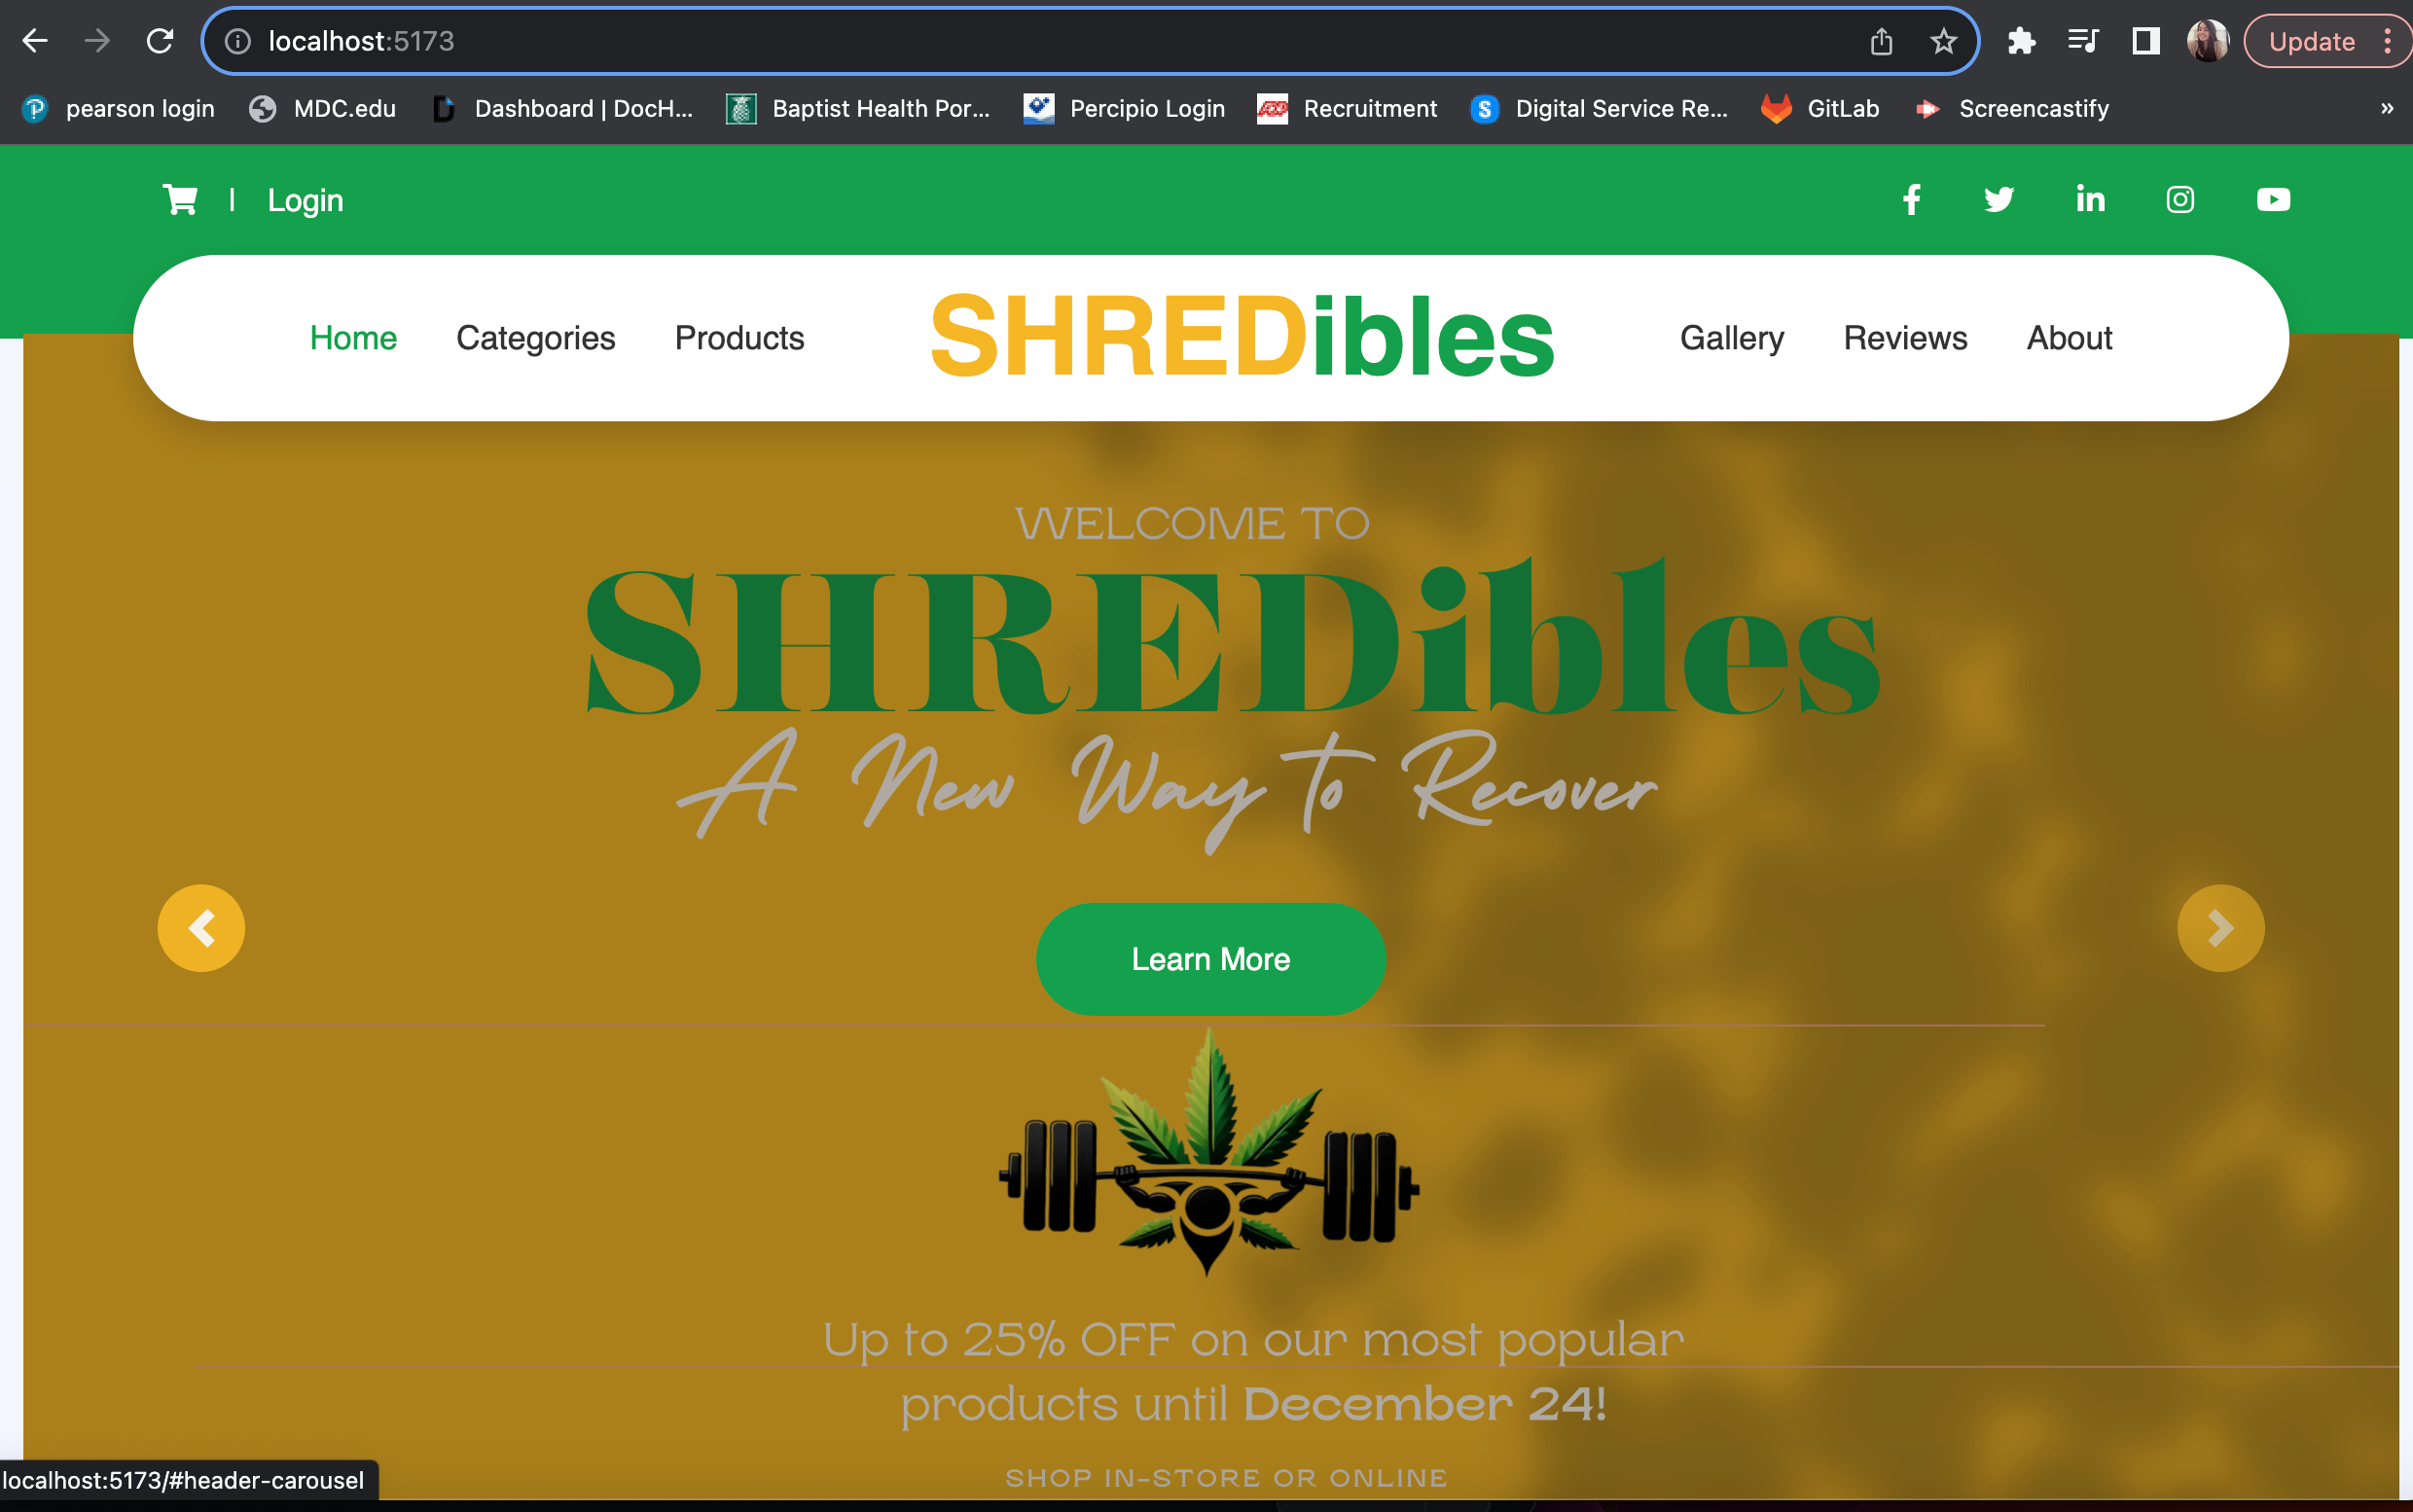 localhost:5173
Update
pearson login MDC.edu Dashboard | DocH... Baptist Health Por... Percipio Login Recruitment Digital Service Re... GitLab Screencastify »
| Login
Home Categories Products SHREDibles Gallery Reviews About
WELCOME TO
SHREDibles
A New Way to Recover
Learn More
Up to 25% OFF on our most popular
products until December 24!
SHOP IN-STORE OR ONLINE
localhost:5173/#header-carousel